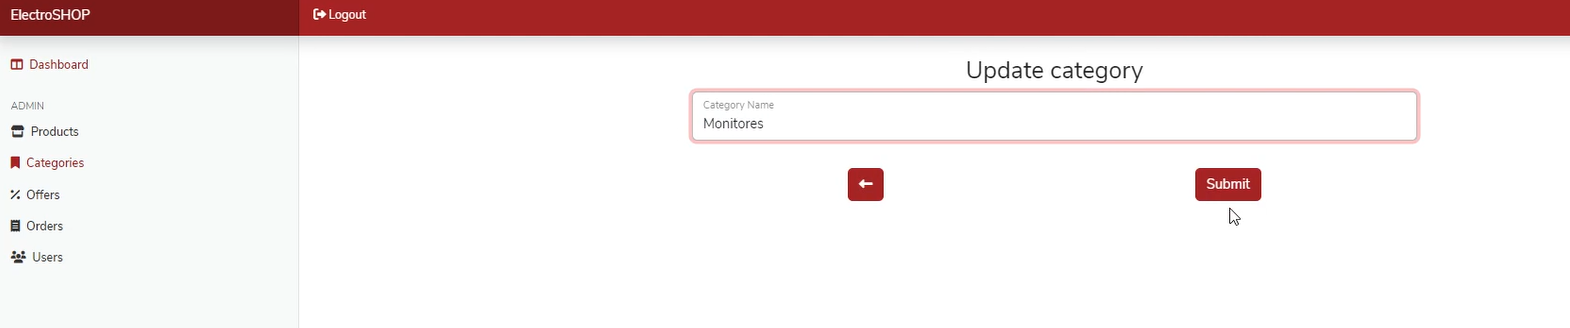 ElectroSHOP
Logout
Dashboard
ADMIN
Products
Categories
Offers
Orders
Users
Update category
Category Name
Monitores
Submit